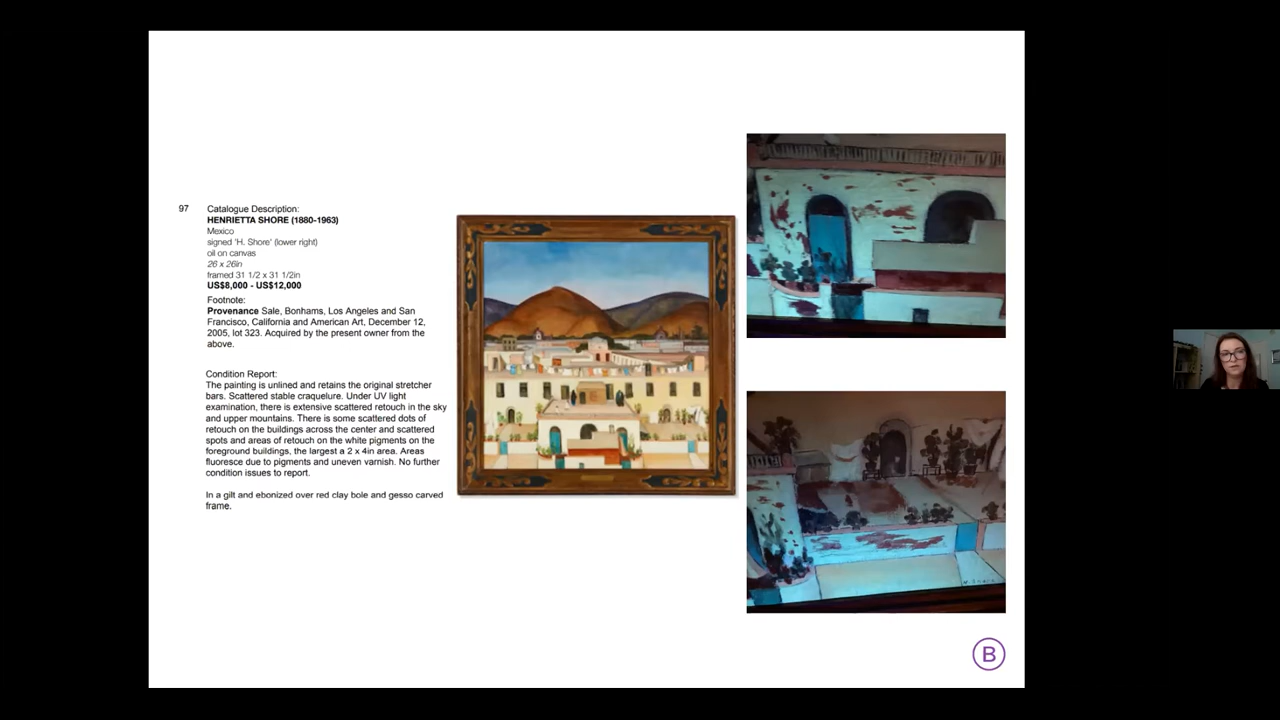 97
Catalogue Description:
HENRIETTA SHORE (1880-1963)
Mexico
signed 'H. Shore' (lower right)
oil on canvas
26 x 26in
framed 31 1/2 x 31 1/2in
US$8,000 - US$12,000
Footnote:
Provenance Sale, Bonhams, Los Angeles and San
Francisco, California and American Art, December 12,
2005, lot 323. Acquired by the present owner from the
above.
Condition Report:
The painting is unlined and retains the original stretcher
bars. Scattered stable craquelure. Under UV light
examination, there is extensive scattered retouch in the sky
and upper mountains. There is some scattered dots of
retouch on the buildings across the center and scattered
spots and areas of retouch on the white pigments on the
foreground buildings, the largest a 2 x 4in area. Areas
fluoresce due to pigments and uneven varnish. No further
condition issues to report.
In a gilt and ebonized over red clay bole and gesso carved
frame.
B